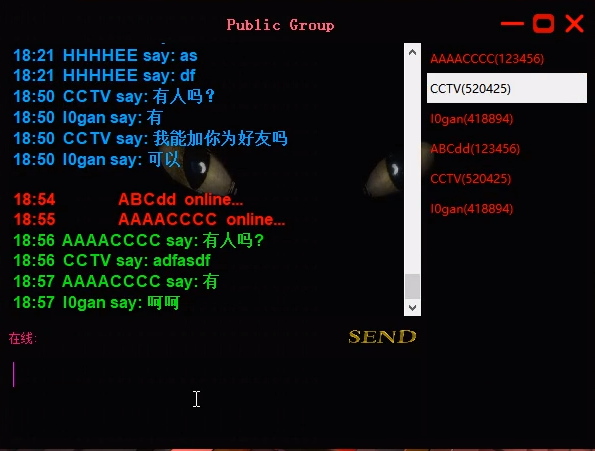 Public Group
18:21 HHHHEE say: as
18:21 HHHHEE say: df
18:50 CCTV say: 有人吗？
18:50 l0gan say: 有
18:50 CCTV say: 我能加你为好友吗
18:50 l0gan say: 可以
18:54 ABCdd online...
18:55 AAAACCCC online...
18:56 AAAACCCC say: 有人吗?
18:56 CCTV say: adfasdf
18:57 AAAACCCC say: 有
18:57 l0gan say: 呵呵
AAAACCCC(123456)
CCTV(520425)
l0gan(418894)
ABCdd(123456)
CCTV(520425)
l0gan(418894)
在线:
SEND